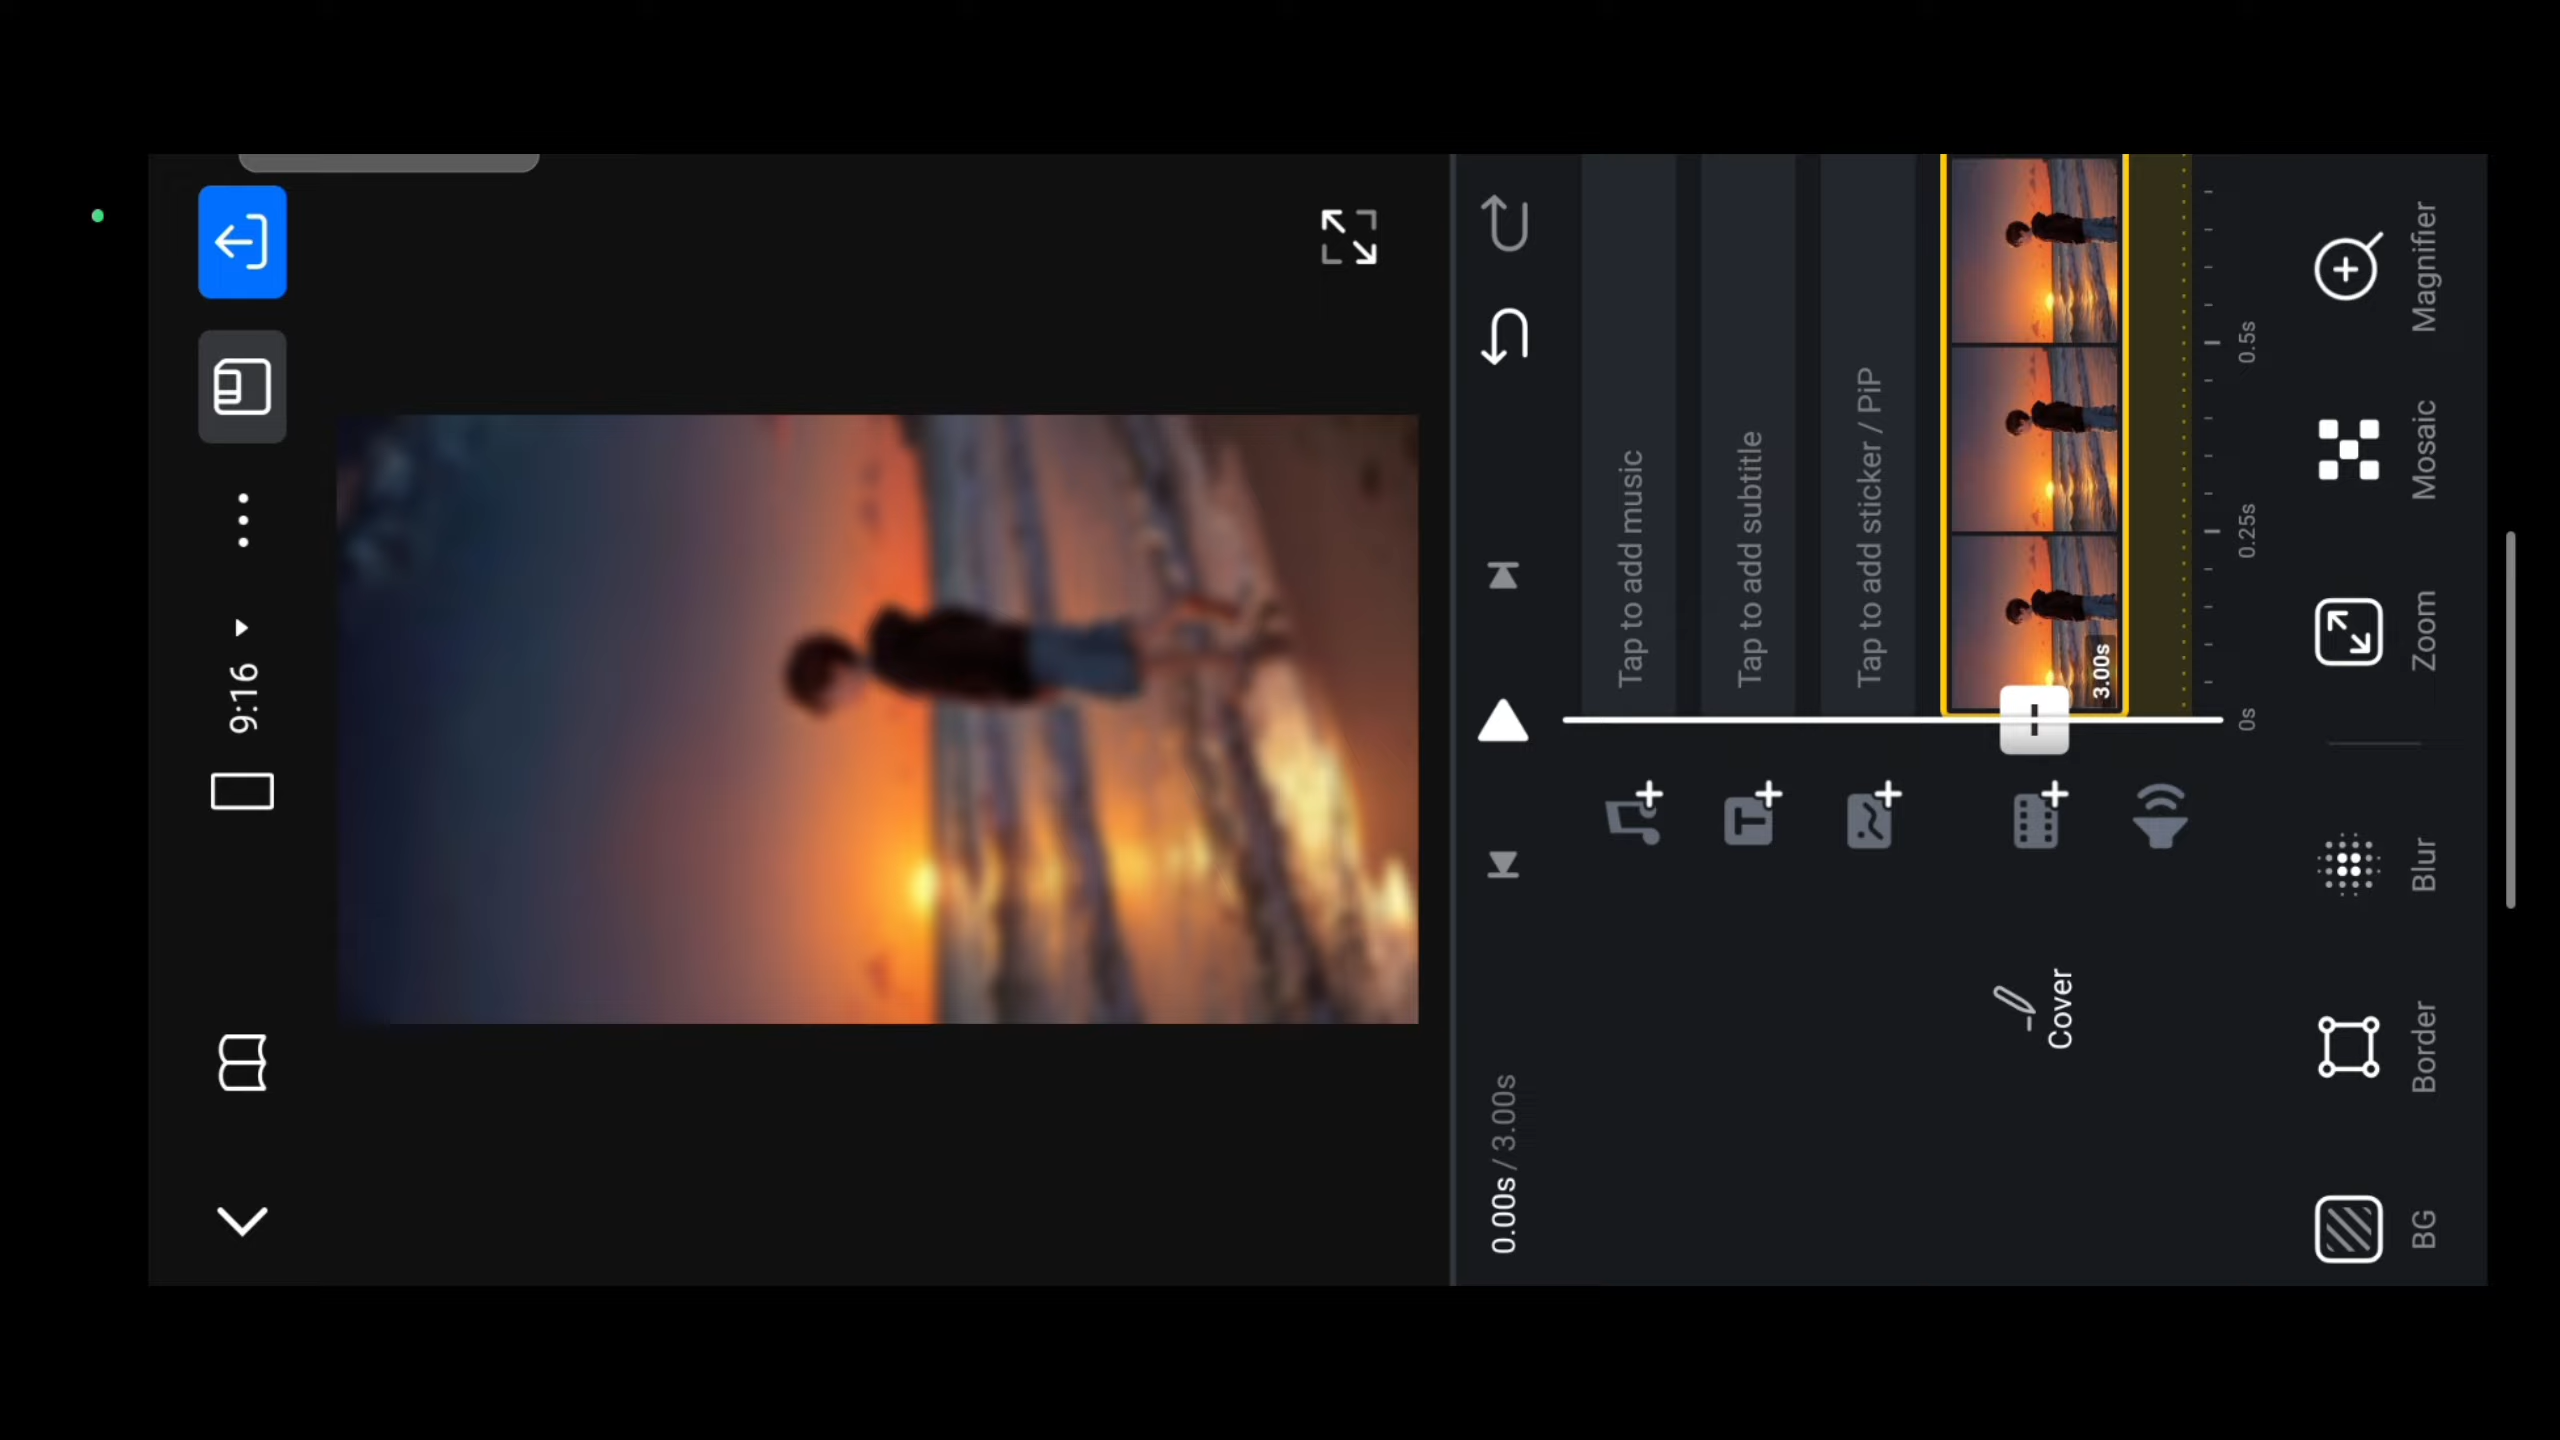 9:16
0.00s / 3.00s
Tap to add music
Tap to add subtitle
Tap to add sticker / PiP
Cover
3.00s
0s
0.25s
0.5s
BG
Border
Blur
Zoom
Mosaic
Magnifier